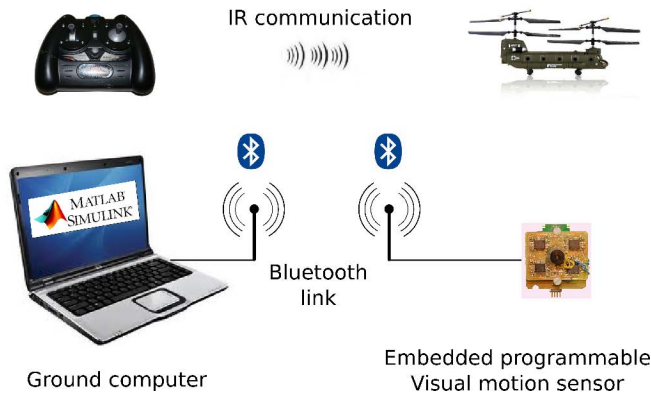 IR communication
MATLAB
SIMULINK
Bluetooth
link
Ground computer
Embedded programmable
Visual motion sensor